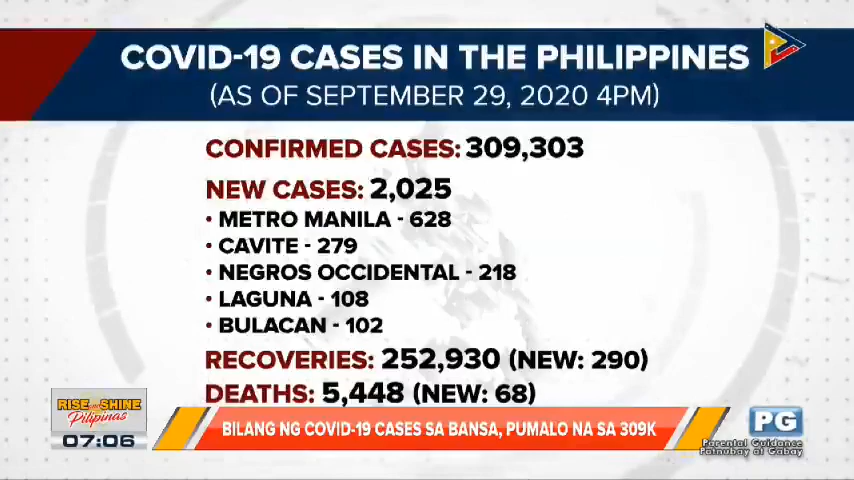 COVID-19 CASES IN THE PHILIPPINES
(AS OF SEPTEMBER 29, 2020 4PM)
CONFIRMED CASES: 309,303
NEW CASES: 2,025
• METRO MANILA - 628
• CAVITE - 279
• NEGROS OCCIDENTAL - 218
• LAGUNA - 108
• BULACAN - 102
RECOVERIES: 252,930 (NEW: 290)
DEATHS: 5,448 (NEW: 68)
RISE AND SHINE
Pilipinas
07:06
BILANG NG COVID-19 CASES SA BANSA, PUMALO NA SA 309K
PG
Parental Guidance
Patnubay at Gabay